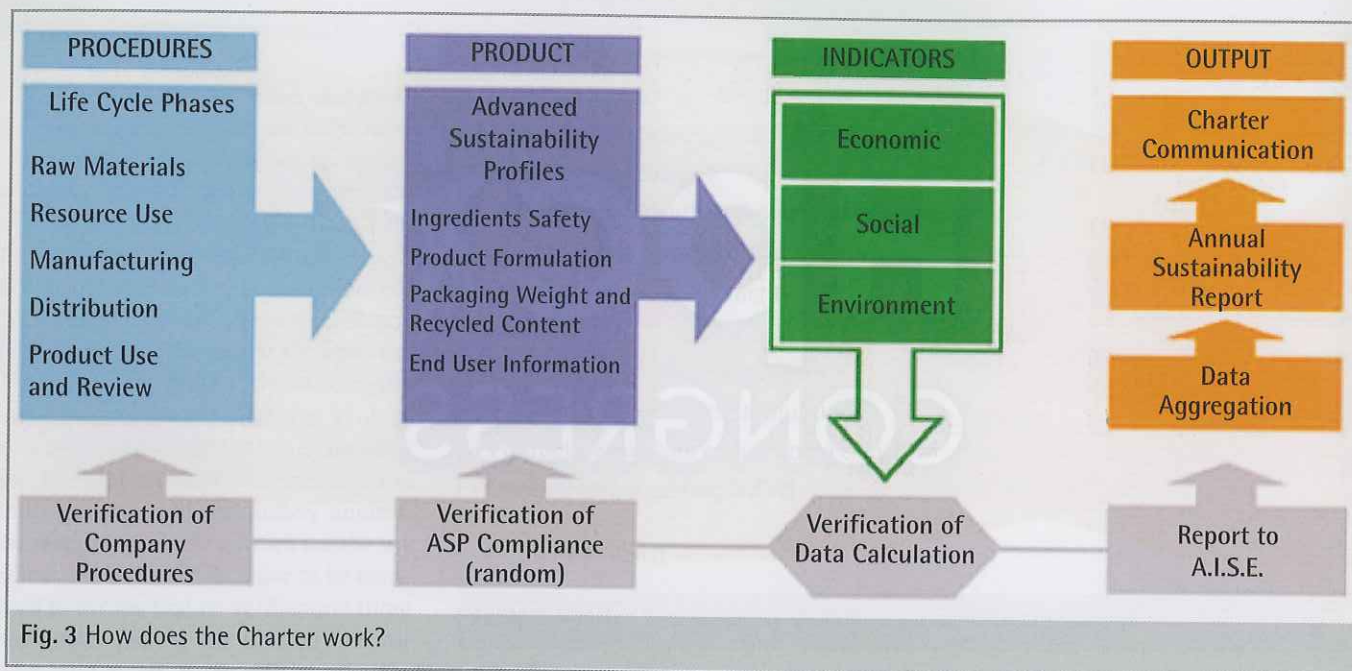 PROCEDURES
Life Cycle Phases
Raw Materials
Resource Use
Manufacturing
Distribution
Product Use
and Review
PRODUCT
Advanced
Sustainability
Profiles
Ingredients Safety
Product Formulation
Packaging Weight and
Recycled Content
End User Information
INDICATORS
Economic
Social
Environment
OUTPUT
Charter
Communication
Annual
Sustainability
Report
Data
Aggregation
Verification of
Company
Procedures
Verification of
ASP Compliance
(random)
Verification of
Data Calculation
Report to
A.I.S.E.
CONGRESS
Fig. 3 How does the Charter work?